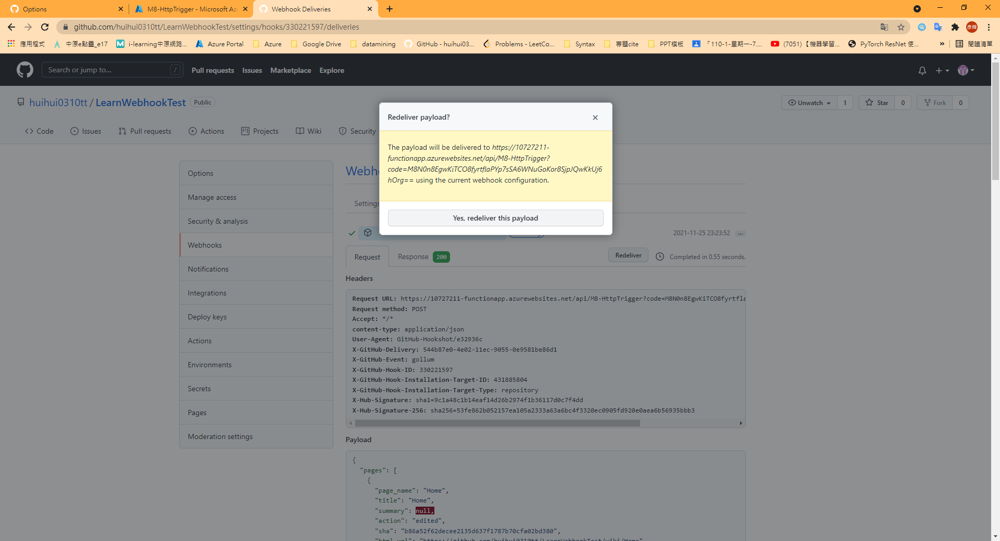 Options
M8-HttpTrigger - Microsoft Az
Webhook Deliveries
github.com/huihui0310tt/LearnWebhookTest/settings/hooks/330221597/deliveries
應用程式
中原e點靈_e17
i-learning中原網路...
Azure Portal
Azure
Google Drive
datamining
GitHub - huihui03...
Problems - LeetCo...
Syntax
專題cite
PPT模板
「110-1-星期一-7....
(7051)【機器學習...
PyTorch ResNet 使...
»
閱讀清單
彥輝
Search or jump to...
/
Pull requests
Issues
Marketplace
Explore
huihui0310tt / LearnWebhookTest
Public
Unwatch
1
Star
0
Fork
0
Code
Issues
Pull requests
Actions
Projects
Wiki
Security
Redeliver payload?
The payload will be delivered to https://10727211-
functionapp.azurewebsites.net/api/M8-HttpTrigger?
code=M8N0n8EgwKiTCO8fyrtflaPYp7sSA6WNuGoKor8SjpJQwKkUj6
hOrg== using the current webhook configuration.
Yes, redeliver this payload
Options
Manage access
Security & analysis
Webhooks
Notifications
Integrations
Deploy keys
Actions
Environments
Secrets
Pages
Moderation settings
Webh
Settings
2021-11-25 23:23:52
...
Request
Response 200
Redeliver
Completed in 0.55 seconds.
Headers
Request URL: https://10727211-functionapp.azurewebsites.net/api/M8-HttpTrigger?code=M8N0n8EgwKiTCO8fyrtfla
Request method: POST
Accept: */*
content-type: application/json
User-Agent: GitHub-Hookshot/e32936c
X-GitHub-Delivery: 544b87e0-4e02-11ec-9055-0e9581be86d1
X-GitHub-Event: gollum
X-GitHub-Hook-ID: 330221597
X-GitHub-Hook-Installation-Target-ID: 431885804
X-GitHub-Hook-Installation-Target-Type: repository
X-Hub-Signature: sha1=9c1a48c1b14eaf14d26b2974f1b36117d0c7f4dd
X-Hub-Signature-256: sha256=53fe862b052157ea105a2333a63a6bc4f3320ec0905fd920e0aea6b56935bbb3
Payload
{
"pages": [
{
"page_name": "Home",
"title": "Home",
"summary": null,
"action": "edited",
"sha": "b86a52f62decee2135d637f1787b70cfa02bd380",
"html_url": "https://github.com/huihui0310tt/LearnWebhookTest/wiki/Home"